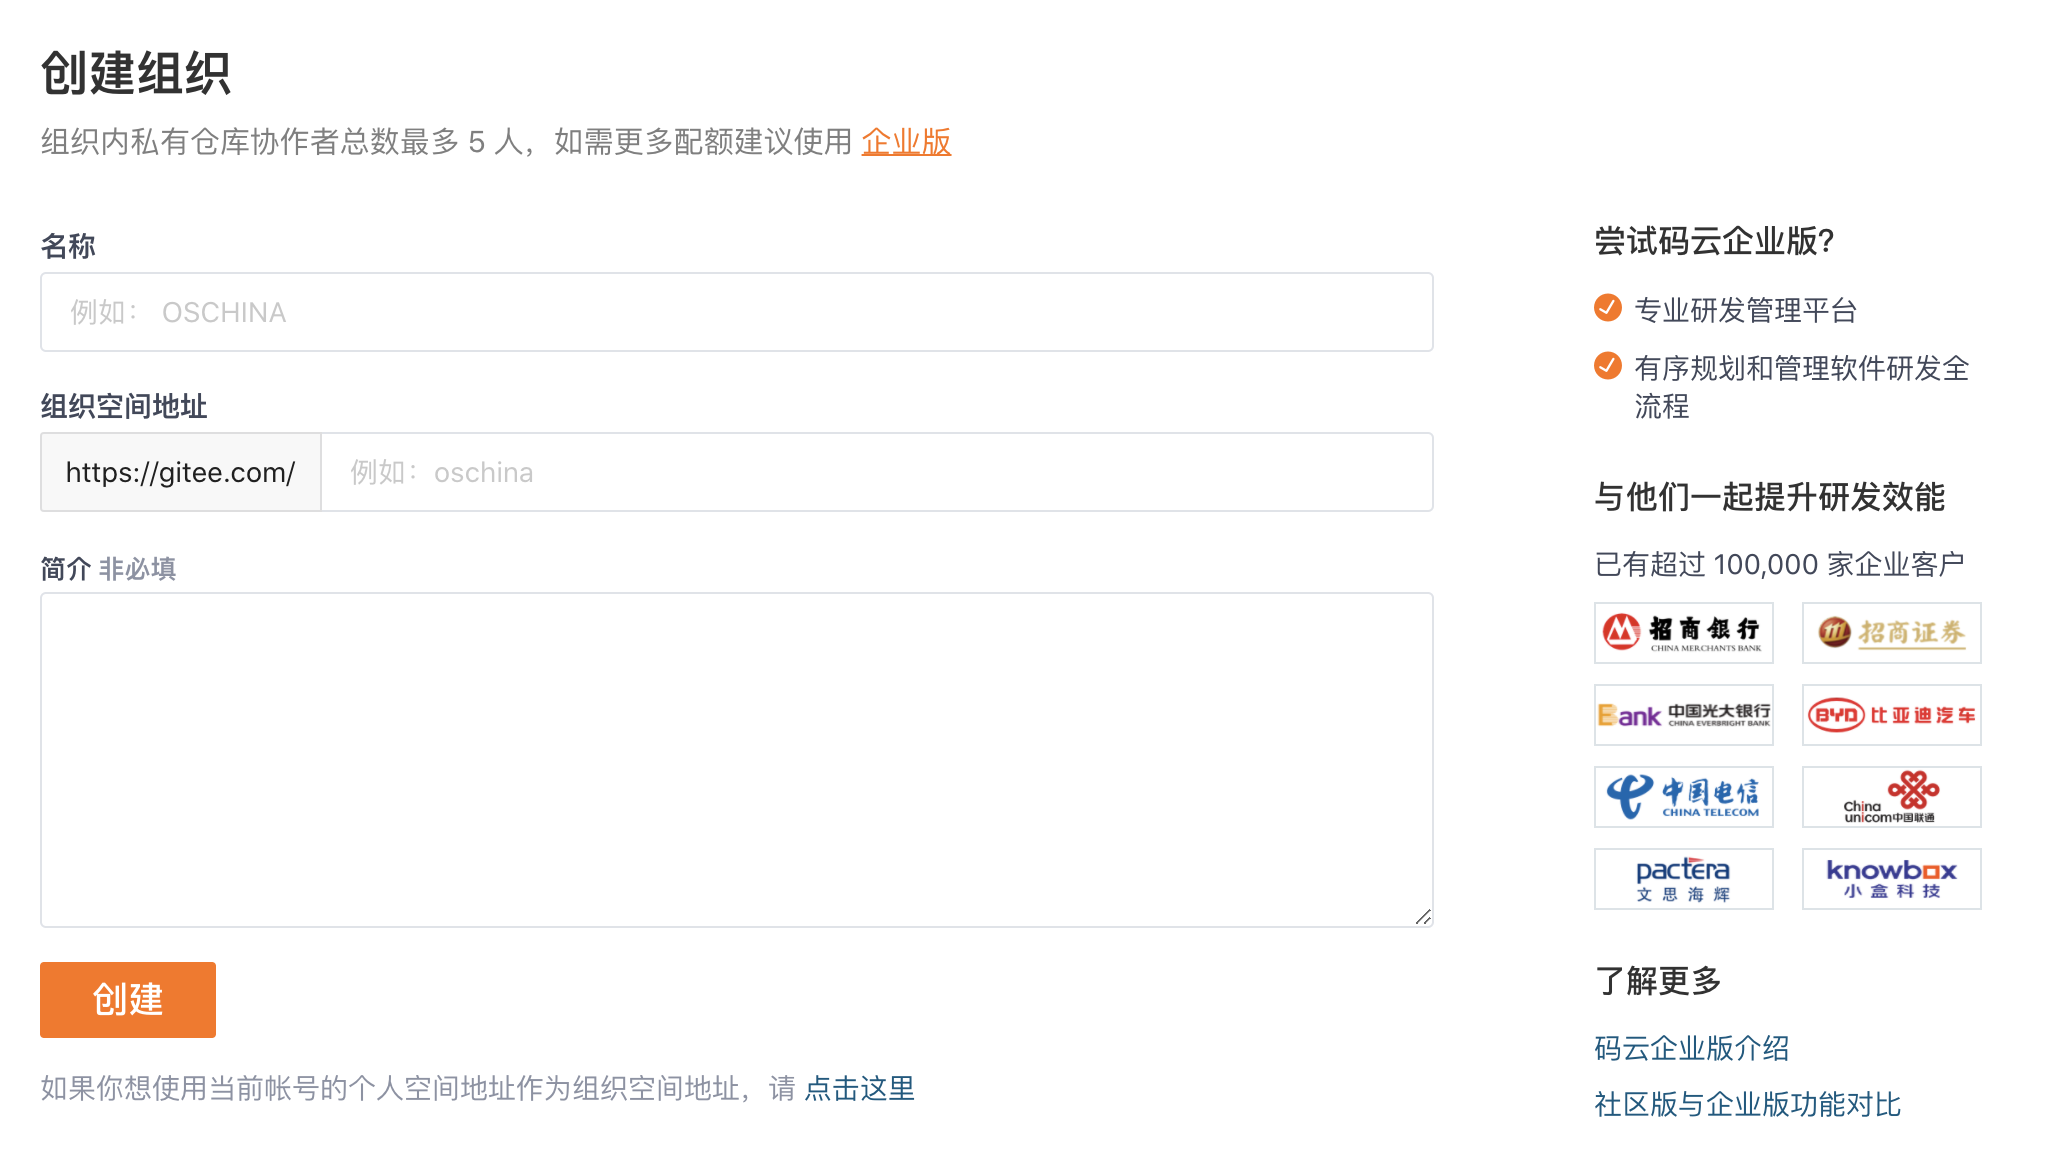 创建组织
组织内私有仓库协作者总数最多 5 人，如需更多配额建议使用 企业版
名称
例如： OSCHINA
组织空间地址
https://gitee.com/ 例如：oschina
简介 非必填
创建
如果你想使用当前帐号的个人空间地址作为组织空间地址，请 点击这里
尝试码云企业版?
专业研发管理平台
有序规划和管理软件研发全
流程
与他们一起提升研发效能
已有超过 100,000 家企业客户
招商银行
CHINA MERCHANTS BANK
招商证券
Bank 中国光大银行
CHINA EVERBRIGHT BANK
BYD 比亚迪汽车
中国电信
CHINA TELECOM
China
unicom中国联通
pactera
文思海辉
knowbox
小盒科技
了解更多
码云企业版介绍
社区版与企业版功能对比